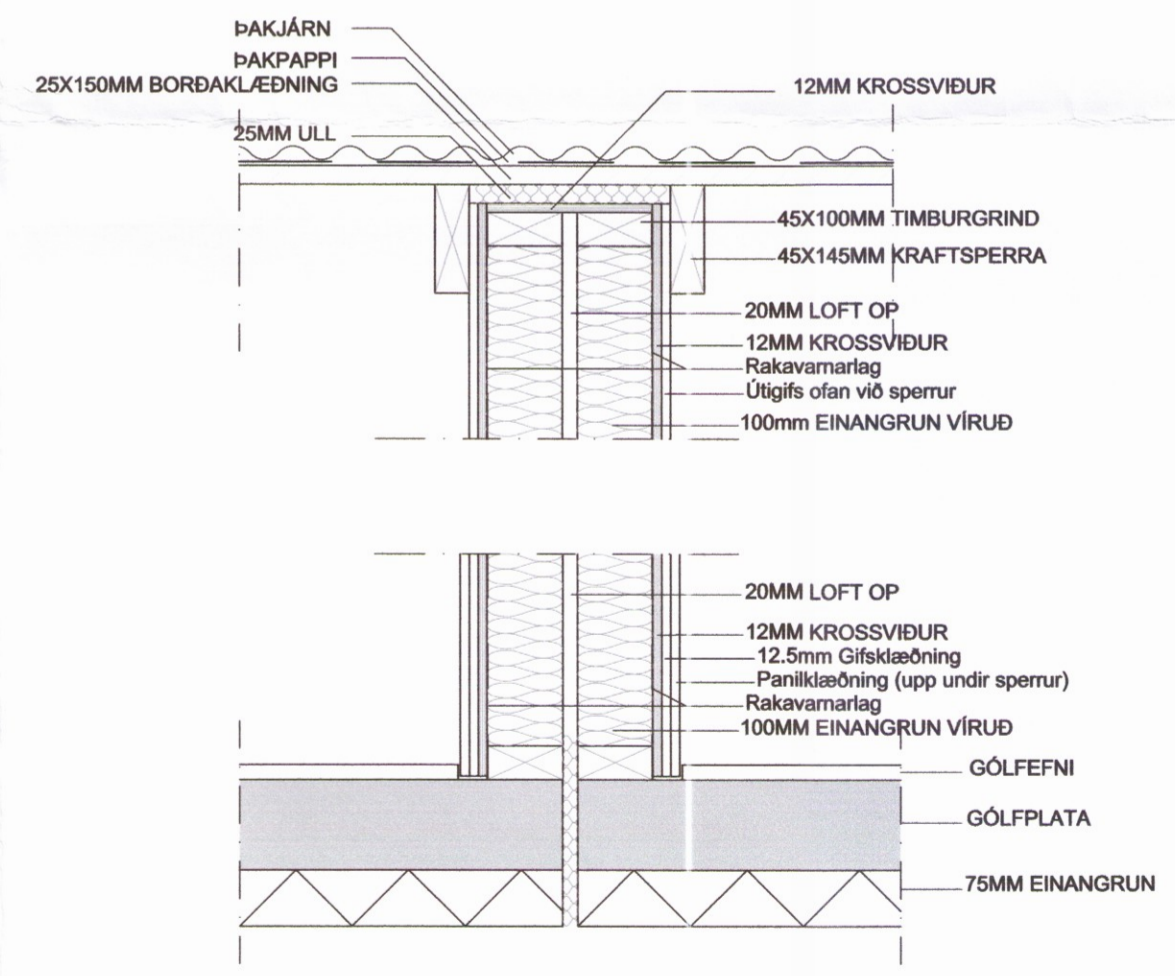 ÞAKJÁRN
ÞAKPAPPI
25X150MM BORÐAKLÆÐNING
25MM ULL
12MM KROSSVIÐUR
45X100MM TIMBURGRIND
45X145MM KRAFTSPERRA
20MM LOFT OP
12MM KROSSVIÐUR
Rakavarnarlag
Útigifs ofan við sperrur
100mm EINANGRUN VÍRUÐ
20MM LOFT OP
12MM KROSSVIÐUR
12.5mm Gifsklæðning
Panilklæðning (upp undir sperrur)
Rakavarnarlag
100MM EINANGRUN VÍRUÐ
GÓLFEFNI
GÓLFPLATA
75MM EINANGRUN